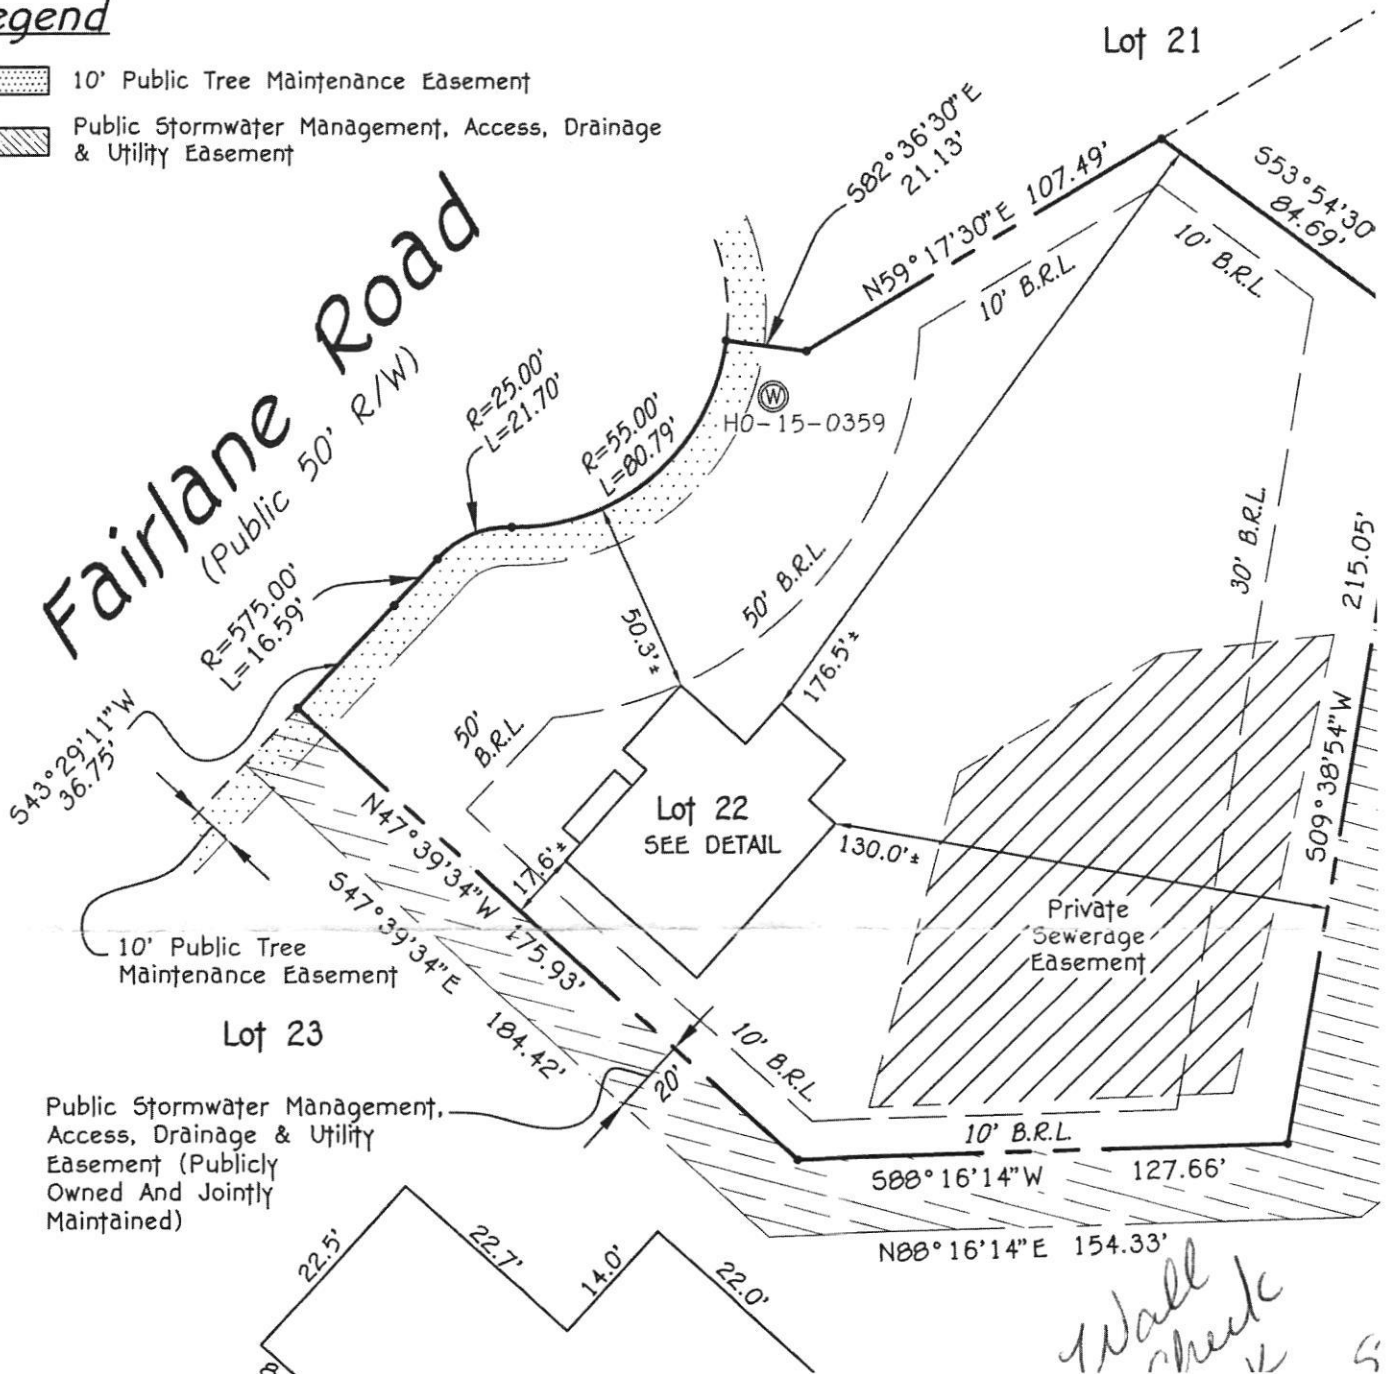 egend
10' Public Tree Maintenance Easement
Public Stormwater Management, Access, Drainage
& Utility Easement
Lot 21
S82°36'30"E
21.13'
N59°17'30"E 107.49'
S53°54'30
84.69'
10' B.R.L.
10' B.R.L.
Fairlane Road
(Public 50' R/W)
R=25.00'
L=21.70'
R=55.00'
L=80.79'
W
HO-15-0359
R=575.00'
L=16.59'
S43°29'11"W
36.75'
50.3'±
50' B.R.L.
176.5'±
30' B.R.L.
215.05'
S09°38'54"W
50'
B.R.L.
Lot 22
SEE DETAIL
130.0'±
17.6'±
N47°39'34"W 175.93'
S47°39'34"E 184.42'
Private
Sewerage
Easement
10' Public Tree
Maintenance Easement
Lot 23
10' B.R.L.
20'
Public Stormwater Management,
Access, Drainage & Utility
Easement (Publicly
Owned And Jointly
Maintained)
10' B.R.L.
S88°16'14"W 127.66'
N88°16'14"E 154.33'
22.5'
22.7'
14.0'
22.0'
Wall
Check